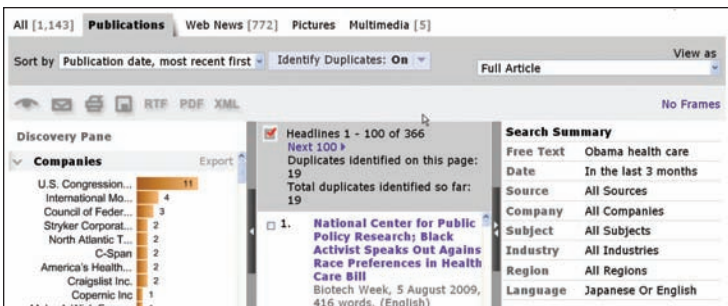 All [1,143] Publications Web News [772] Pictures Multimedia [5]
Sort by Publication date, most recent first Identify Duplicates: On
View as
Full Article
RTF PDF XML
No Frames
Discovery Pane
Companies Export
U.S. Congression... 11
International Mo... 4
Council of Feder... 3
Stryker Corporat... 2
North Atlantic T... 2
C-Span 2
America's Health... 2
Craigslist Inc. 2
Copernic Inc 1
Headlines 1 - 100 of 366
Next 100
Duplicates identified on this page:
19
Total duplicates identified so far:
19
1. National Center for Public
Policy Research; Black
Activist Speaks Out Agains
Race Preferences in Health
Care Bill
Biotech Week, 5 August 2009,
416 words, (English)
Search Summary
Free Text Obama health care
Date In the last 3 months
Source All Sources
Company All Companies
Subject All Subjects
Industry All Industries
Region All Regions
Language Japanese Or English